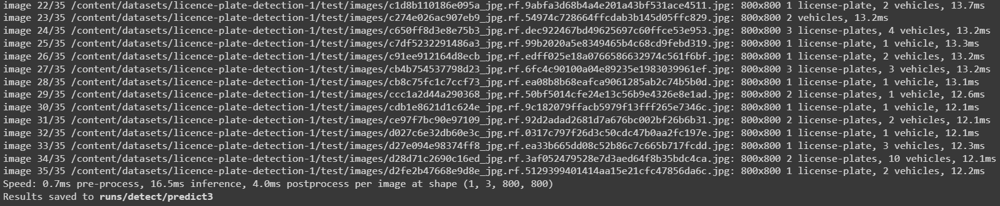 image 22/35 /content/datasets/licence-plate-detection-1/test/images/c1d8b110186e095a_jpg.rf.9abfa3d68b4a4e201a43bf531ace4511.jpg: 800x800 1 license-plate, 2 vehicles, 13.7ms
image 23/35 /content/datasets/licence-plate-detection-1/test/images/c274e026ac907eb9_jpg.rf.54974c728664ffcdab3b145d05ffc829.jpg: 800x800 2 vehicles, 13.2ms
image 24/35 /content/datasets/licence-plate-detection-1/test/images/c650ff8d3e8e75b3_jpg.rf.dec922467bd49625697c60ffce53e953.jpg: 800x800 3 license-plates, 4 vehicles, 13.2ms
image 25/35 /content/datasets/licence-plate-detection-1/test/images/c7df5232291486a3_jpg.rf.99b2020a5e8349465b4c68cd9febd319.jpg: 800x800 1 license-plate, 1 vehicle, 13.3ms
image 26/35 /content/datasets/licence-plate-detection-1/test/images/c91ee912164d8ecb_jpg.rf.edff025e18a0766586632974c561f6bf.jpg: 800x800 1 license-plate, 2 vehicles, 13.2ms
image 27/35 /content/datasets/licence-plate-detection-1/test/images/cb4b754537798d23_jpg.rf.6fc4c90100a04e89235e1983039961ef.jpg: 800x800 3 license-plates, 3 vehicles, 13.2ms
image 28/35 /content/datasets/licence-plate-detection-1/test/images/cb8c75fc1c7ccf73_jpg.rf.ea08b8b68eafca9061285ab2c74b5b0d.jpg: 800x800 1 license-plate, 1 vehicle, 13.1ms
image 29/35 /content/datasets/licence-plate-detection-1/test/images/ccc1a2d44a290368_jpg.rf.50bf5014cfe24e13c56b9e4326e8e1ad.jpg: 800x800 2 license-plates, 1 vehicle, 12.6ms
image 30/35 /content/datasets/licence-plate-detection-1/test/images/cdb1e8621d1c624e_jpg.rf.9c182079ffacb5979f13fff265e7346c.jpg: 800x800 1 license-plate, 1 vehicle, 12.1ms
image 31/35 /content/datasets/licence-plate-detection-1/test/images/ce97f7bc90e97109_jpg.rf.92d2adad2681d7a676bc002bf26b6b31.jpg: 800x800 2 license-plates, 2 vehicles, 12.1ms
image 32/35 /content/datasets/licence-plate-detection-1/test/images/d027c6e32db60e3c_jpg.rf.0317c797f26d3c50cdc47b0aa2fc197e.jpg: 800x800 1 license-plate, 1 vehicle, 12.1ms
image 33/35 /content/datasets/licence-plate-detection-1/test/images/d27e094e98374ff8_jpg.rf.ea33b665dd08c52b86c7c665b717fcdd.jpg: 800x800 1 license-plate, 3 vehicles, 12.3ms
image 34/35 /content/datasets/licence-plate-detection-1/test/images/d28d71c2690c16ed_jpg.rf.3af052479528e7d3aed64f8b35bdc4ca.jpg: 800x800 2 license-plates, 10 vehicles, 12.1ms
image 35/35 /content/datasets/licence-plate-detection-1/test/images/d2fe2b47668e9d8e_jpg.rf.5129399401414aa15e21cfc47856da6c.jpg: 800x800 1 license-plate, 2 vehicles, 12.2ms
Speed: 0.7ms pre-process, 16.5ms inference, 4.0ms postprocess per image at shape (1, 3, 800, 800)
Results saved to runs/detect/predict3